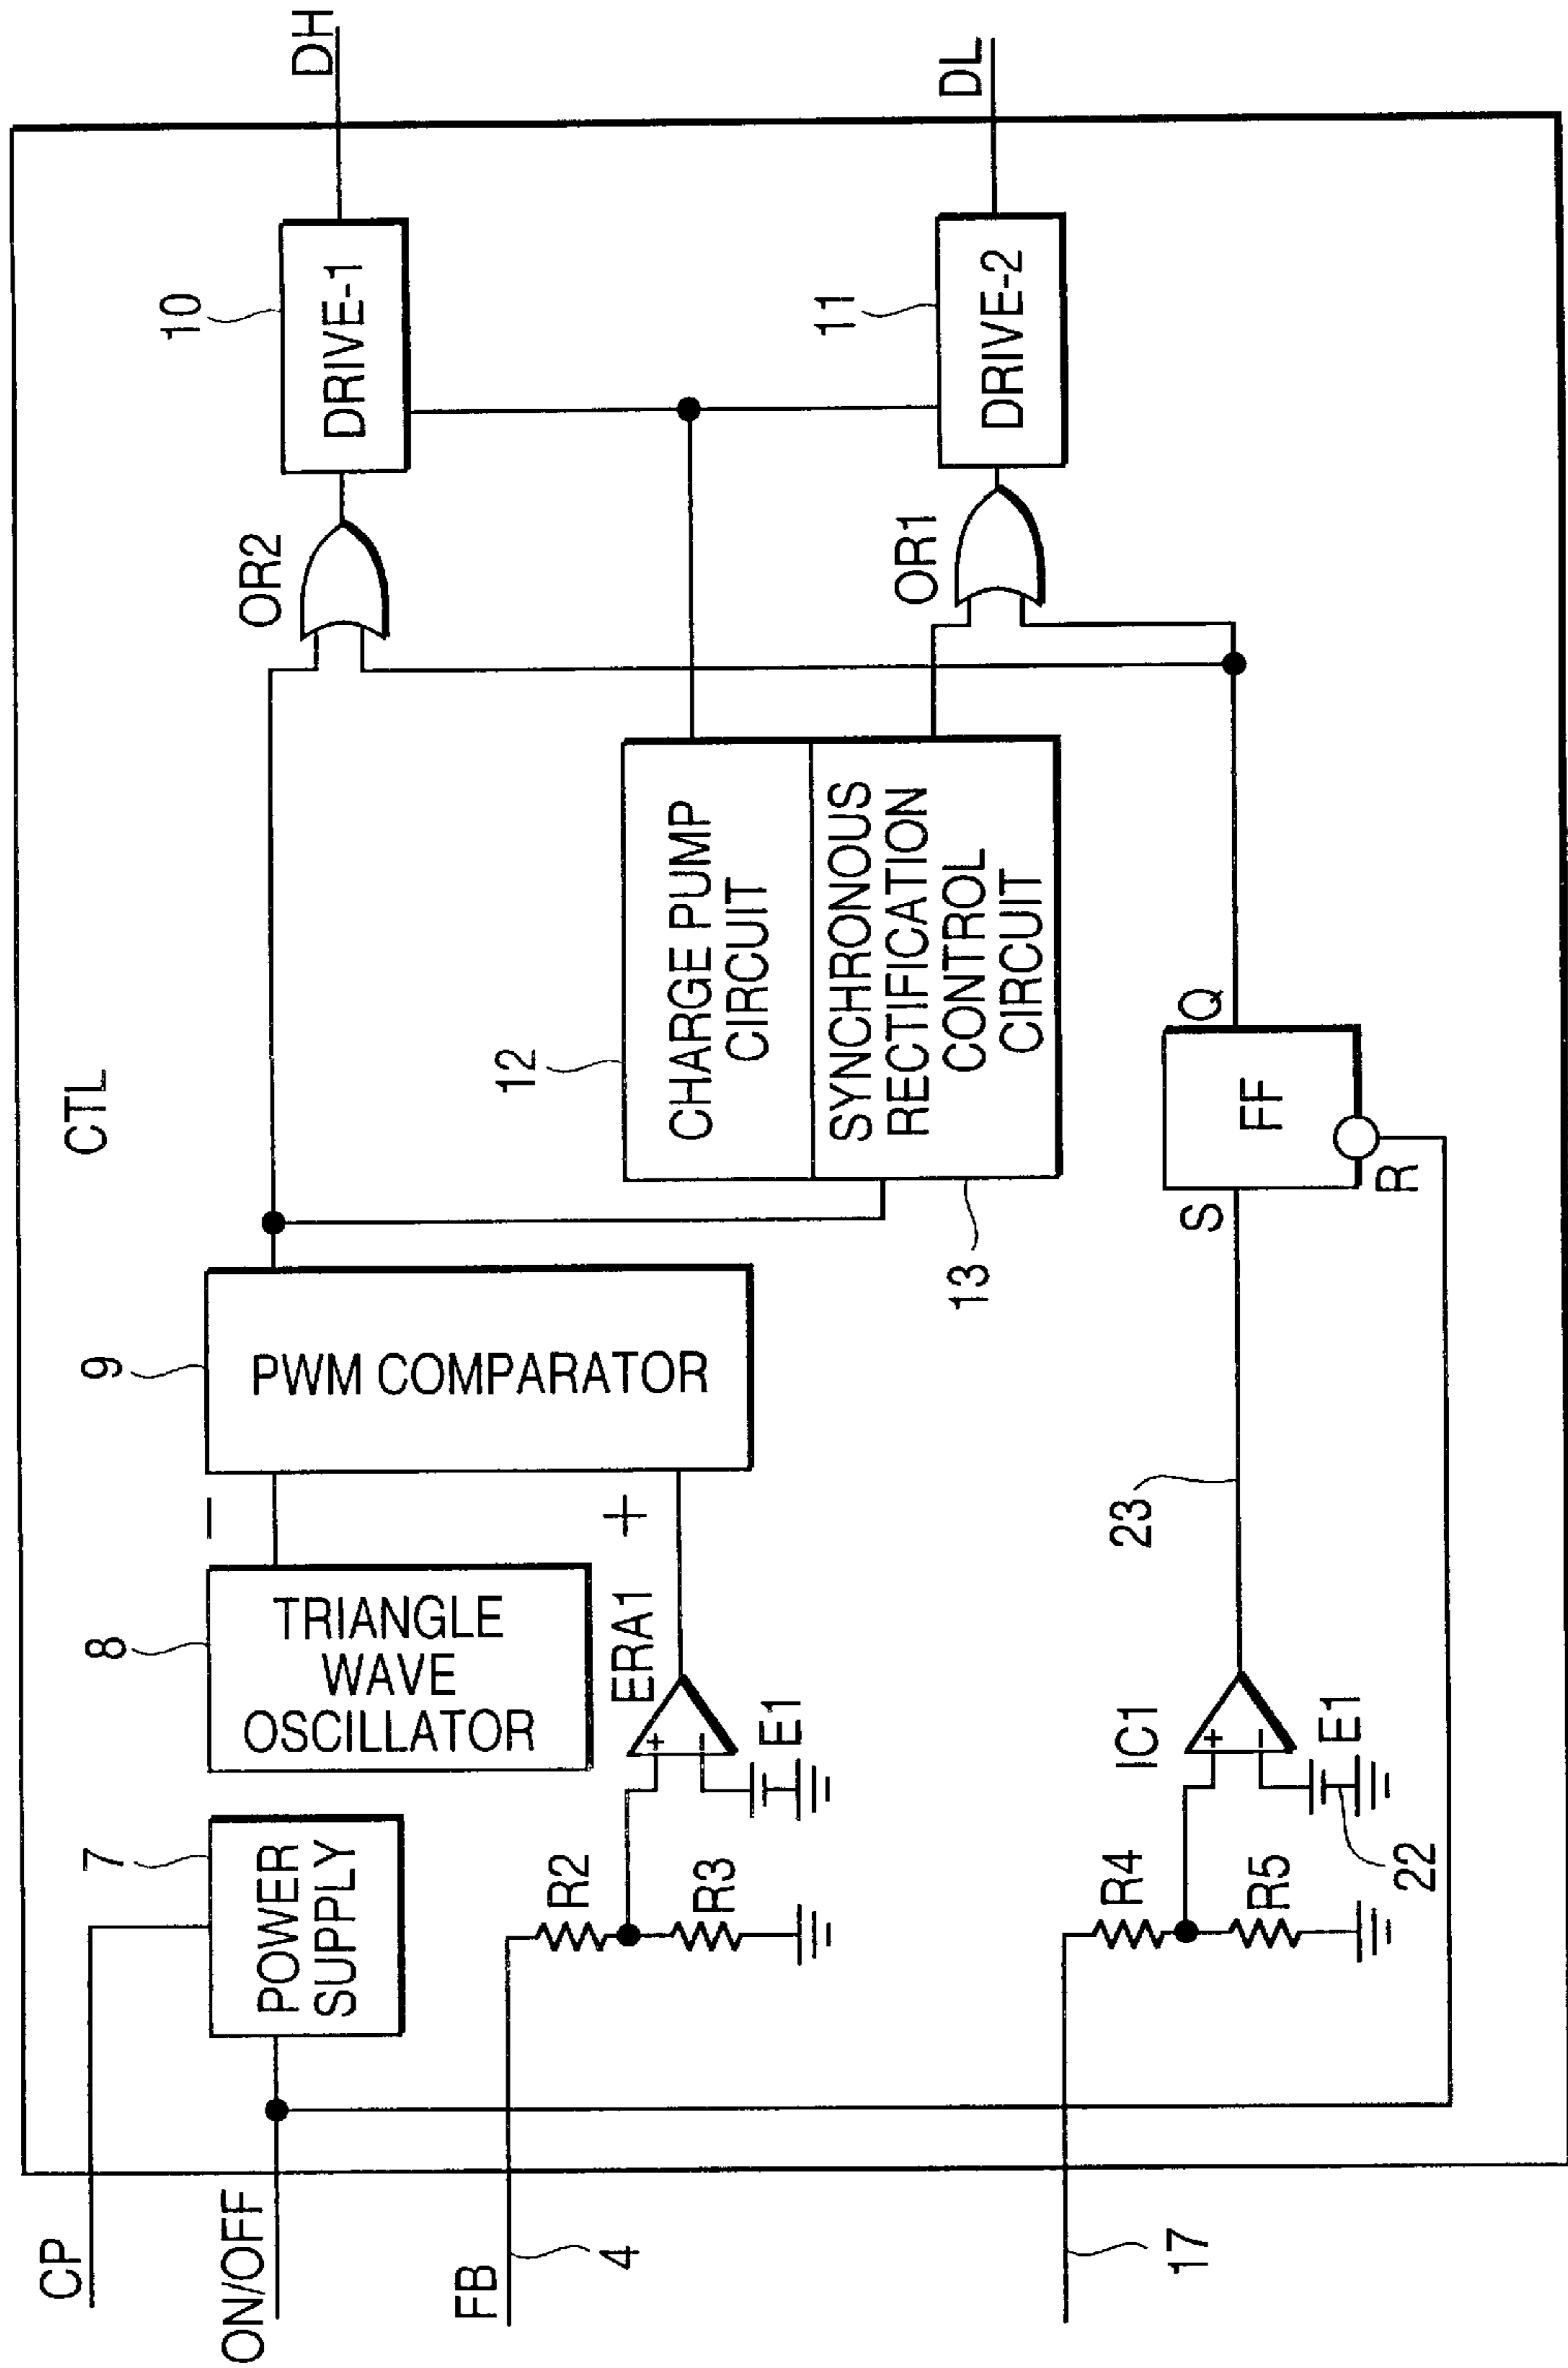 CTL
CP
ON/OFF
FB
4
17
7
POWER
SUPPLY
8
TRIANGLE
WAVE
OSCILLATOR
−
+
9
PWM COMPARATOR
R2
R3
ERA1
+
−
E1
R4
R5
IC1
+
−
E1
22
23
12
CHARGE PUMP
CIRCUIT
SYNCHRONOUS
RECTIFICATION
CONTROL
CIRCUIT
13
S
FF
R
Q
OR2
OR1
10
DRIVE-1
11
DRIVE-2
DH
DL